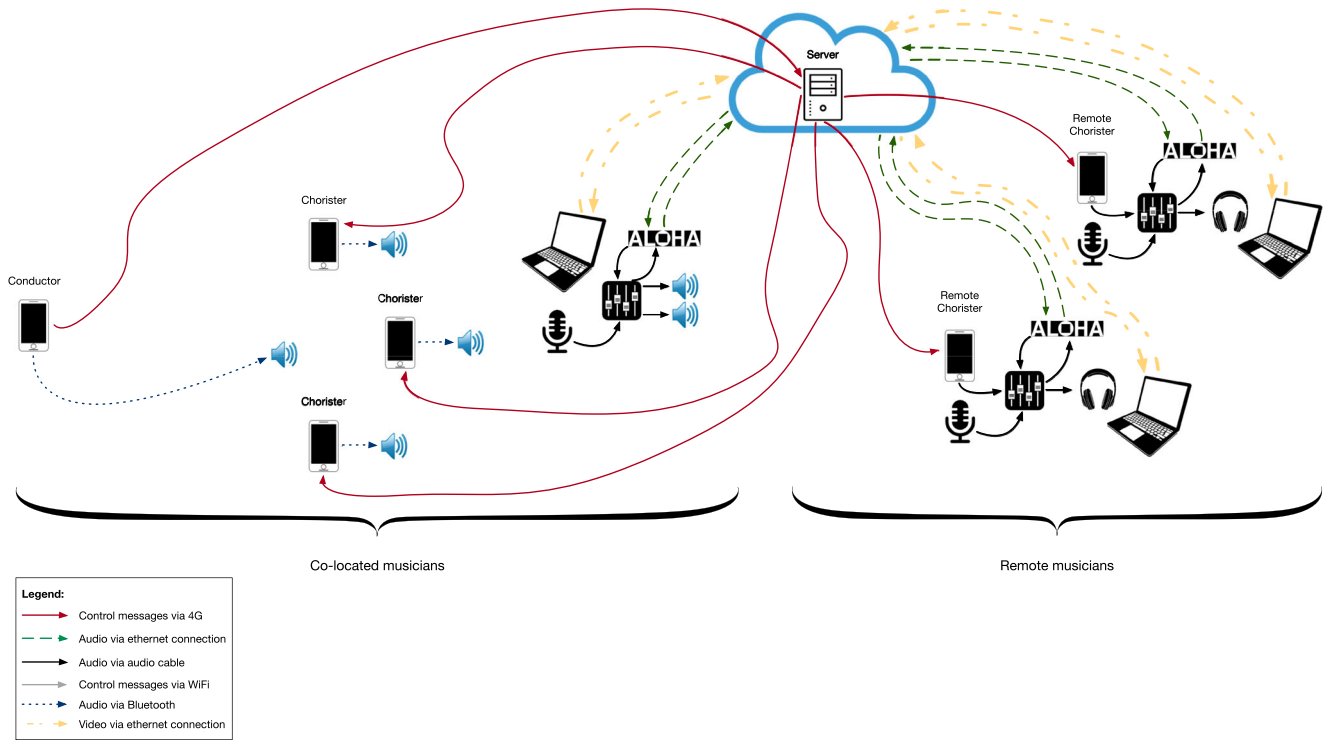 Server
Remote
Chorister
ALOHA
Chorister
ALOHA
Conductor
Chorister
Remote
Chorister
ALOHA
Chorister
Co-located musicians
Remote musicians
Legend:
Control messages via 4G
Audio via ethernet connection
Audio via audio cable
Control messages via WiFi
Audio via Bluetooth
Video via ethernet connection